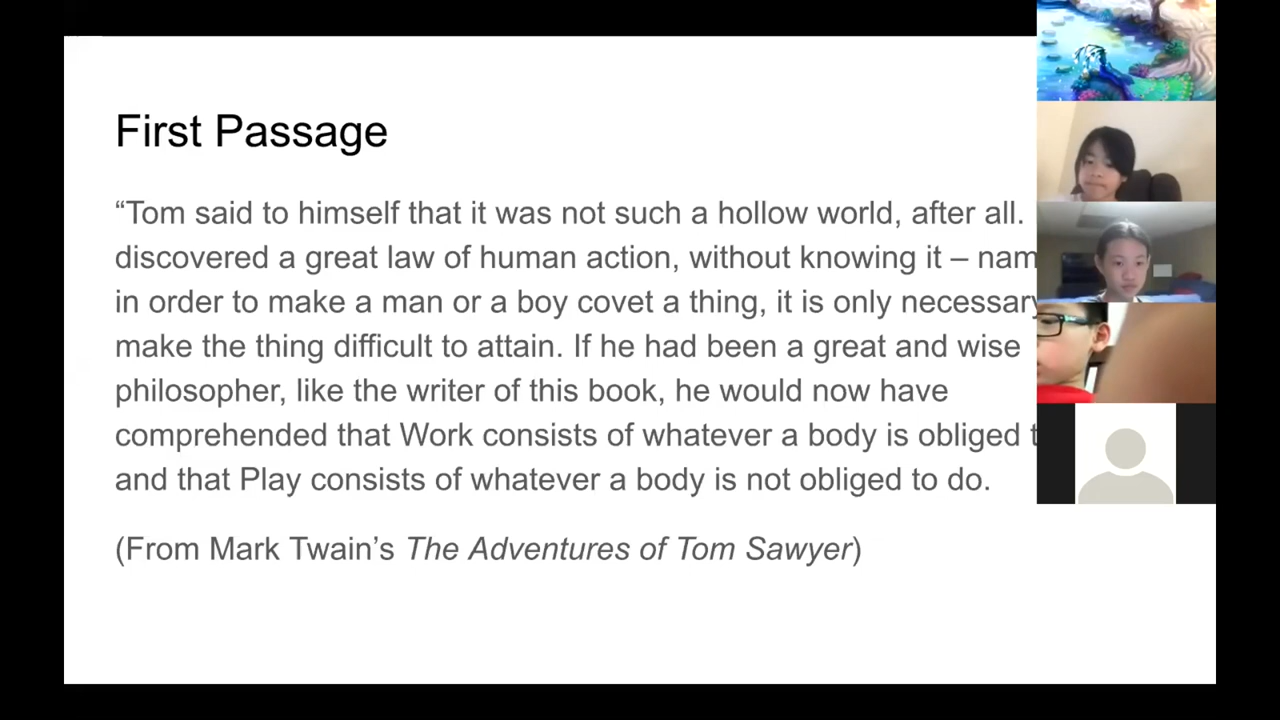 First Passage
“Tom said to himself that it was not such a hollow world, after all.
discovered a great law of human action, without knowing it – nam
in order to make a man or a boy covet a thing, it is only necessary
make the thing difficult to attain. If he had been a great and wise
philosopher, like the writer of this book, he would now have
comprehended that Work consists of whatever a body is obliged t
and that Play consists of whatever a body is not obliged to do.
(From Mark Twain’s The Adventures of Tom Sawyer)